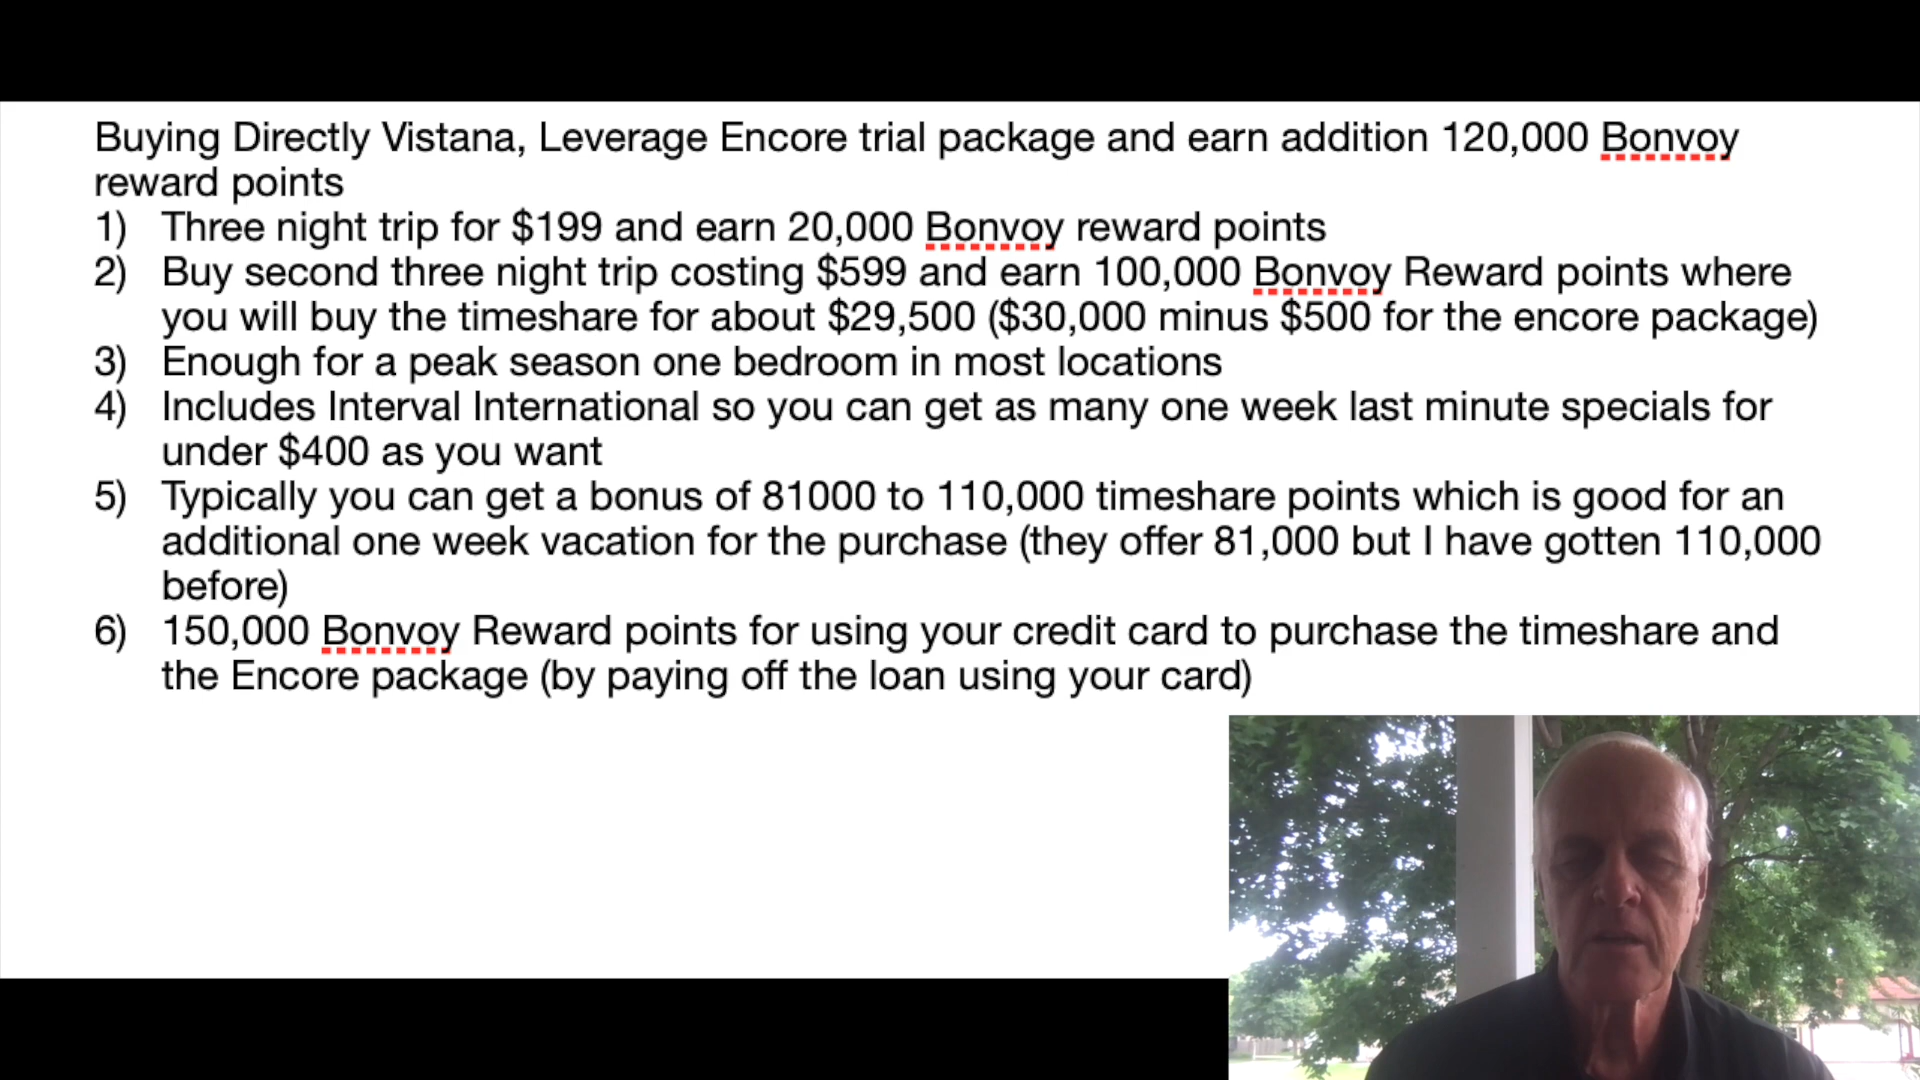 Buying Directly Vistana, Leverage Encore trial package and earn addition 120,000 Bonvoy
reward points
1) Three night trip for $199 and earn 20,000 Bonvoy reward points
2) Buy second three night trip costing $599 and earn 100,000 Bonvoy Reward points where
you will buy the timeshare for about $29,500 ($30,000 minus $500 for the encore package)
3) Enough for a peak season one bedroom in most locations
4) Includes Interval International so you can get as many one week last minute specials for
under $400 as you want
5) Typically you can get a bonus of 81000 to 110,000 timeshare points which is good for an
additional one week vacation for the purchase (they offer 81,000 but I have gotten 110,000
before)
6) 150,000 Bonvoy Reward points for using your credit card to purchase the timeshare and
the Encore package (by paying off the loan using your card)